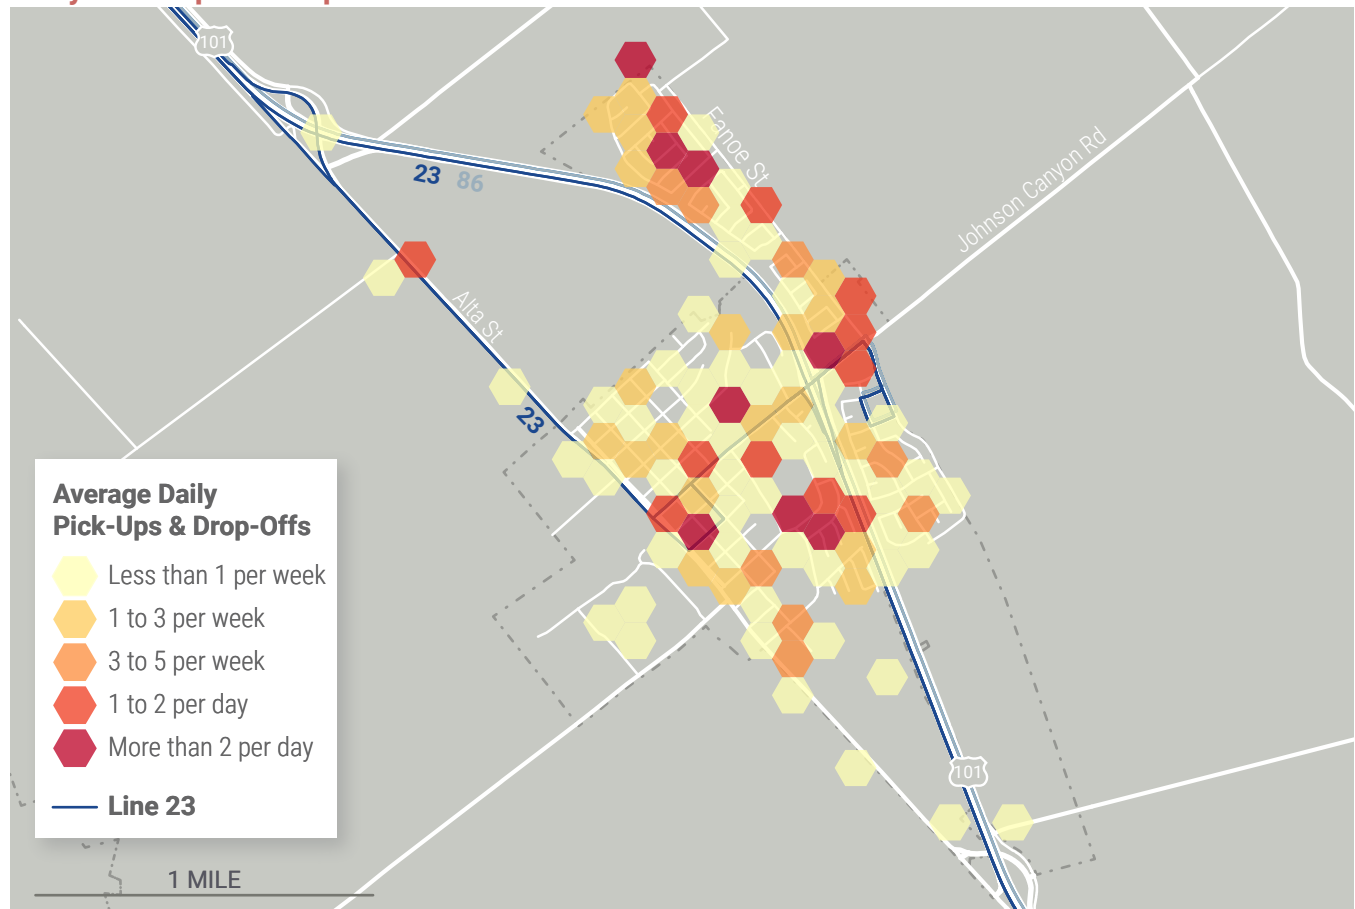 101
Fanoe St
Johnson Canyon Rd
23 86
Alta St
23
Average Daily
Pick-Ups & Drop-Offs
Less than 1 per week
1 to 3 per week
3 to 5 per week
1 to 2 per day
More than 2 per day
Line 23
101
1 MILE